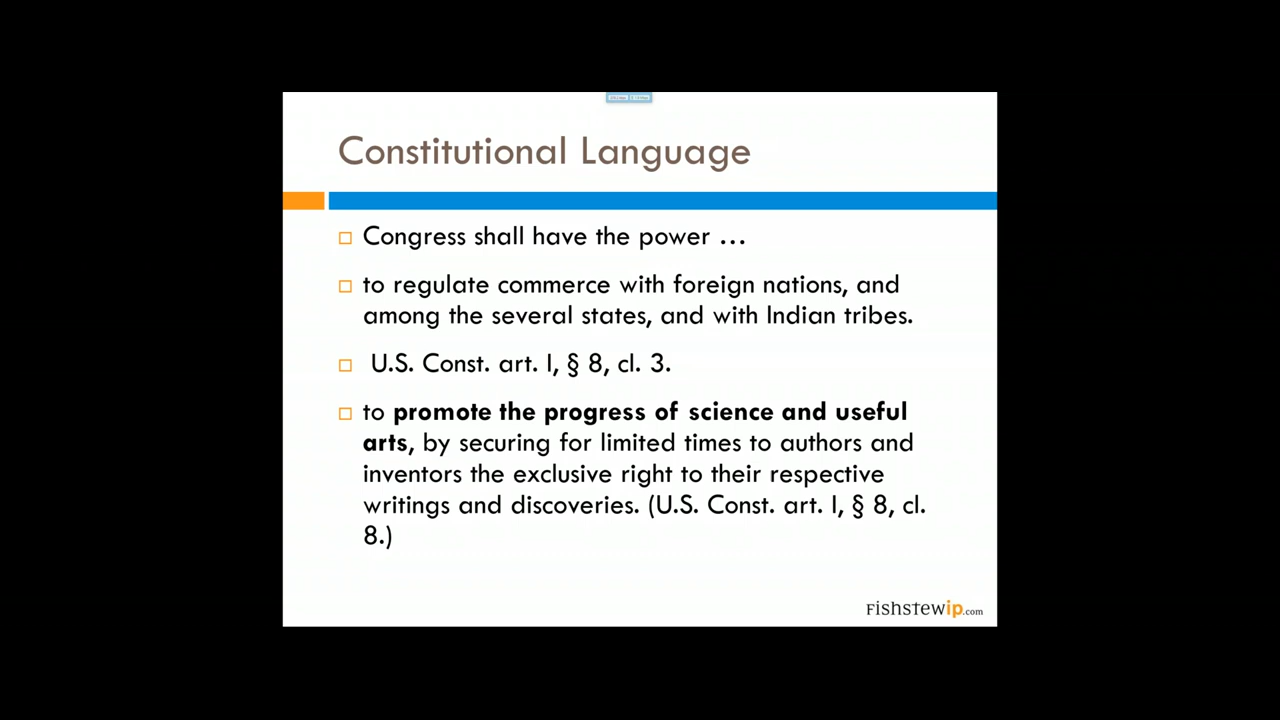 Constitutional Language
Congress shall have the power …
to regulate commerce with foreign nations, and
among the several states, and with Indian tribes.
U.S. Const. art. I, § 8, cl. 3.
to promote the progress of science and useful
arts, by securing for limited times to authors and
inventors the exclusive right to their respective
writings and discoveries. (U.S. Const. art. I, § 8, cl.
8.)
Fishstewip.com